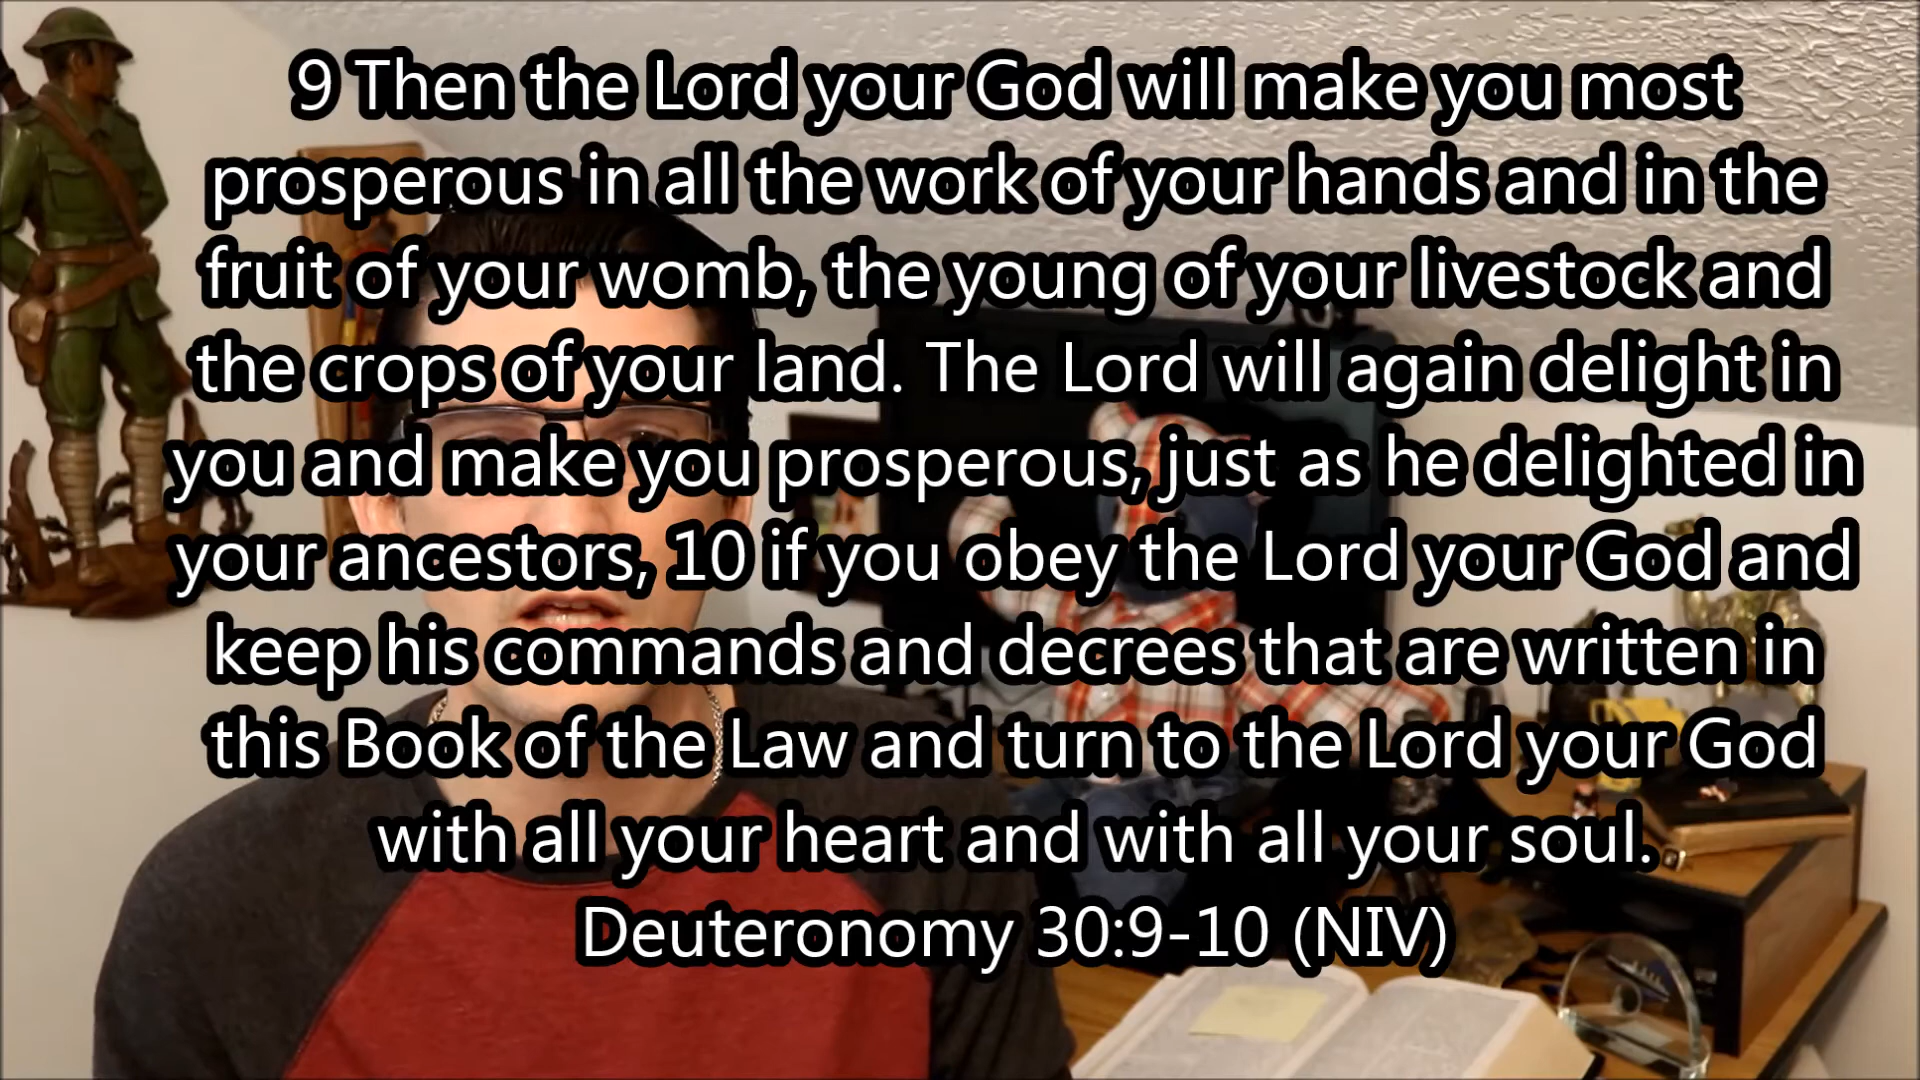 9 Then the Lord your God will make you most
prosperous in all the work of your hands and in the
fruit of your womb, the young of your livestock and
the crops of your land. The Lord will again delight in
you and make you prosperous, just as he delighted in
your ancestors, 10 if you obey the Lord your God and
keep his commands and decrees that are written in
this Book of the Law and turn to the Lord your God
with all your heart and with all your soul.
Deuteronomy 30:9-10 (NIV)